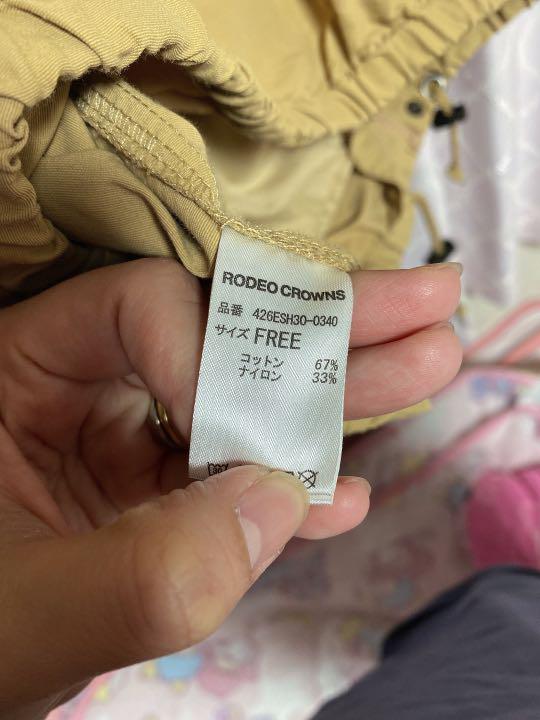 RODEO CROWNS
品番 426ESH30-0340
サイズ FREE
コットン 67%
ナイロン 33%